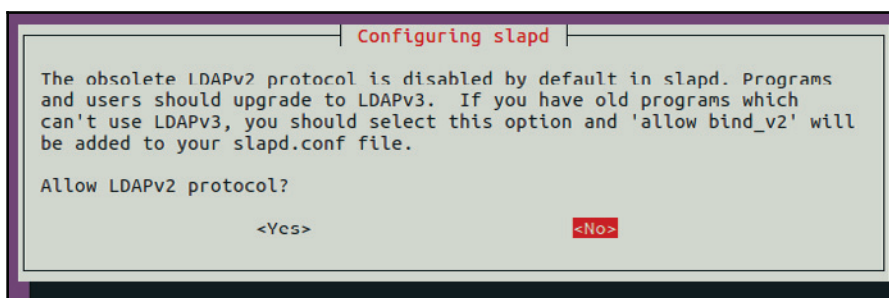 Configuring slapd
The obsolete LDAPv2 protocol is disabled by default in slapd. Programs
and users should upgrade to LDAPv3. If you have old programs which
can't use LDAPv3, you should select this option and 'allow bind_v2' will
be added to your slapd.conf file.
Allow LDAPv2 protocol?
<Yes> <No>